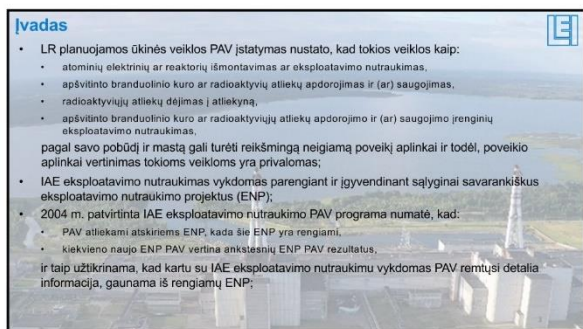 Įvadas
LEI
• LR planuojamos ūkinės veiklos PAV įstatymas nustato, kad tokios veiklos kaip:
• atominių elektrinių ar reaktorių išmontavimas ar eksploatavimo nutraukimas,
• apšvitinto branduolinio kuro ar radioaktyvių atliekų apdorojimas ir (ar) saugojimas,
• radioaktyviųjų atliekų dėjimas į atliekyną,
• apšvitinto branduolinio kuro ar radioaktyviųjų atliekų apdorojimo ir (ar) saugojimo įrenginių
eksploatavimo nutraukimas,
pagal savo pobūdį ir mastą gali turėti reikšmingą neigiamą poveikį aplinkai ir todėl, poveikio
aplinkai vertinimas tokioms veikloms yra privalomas;
• IAE eksploatavimo nutraukimas vykdomas parengiant ir įgyvendinant sąlyginai savarankiškus
eksploatavimo nutraukimo projektus (ENP);
• 2004 m. patvirtinta IAE eksploatavimo nutraukimo PAV programa numatė, kad:
• PAV atliekami atskiriems ENP, kada šie ENP yra rengiami,
• kiekvieno naujo ENP PAV vertina ankstesnių ENP PAV rezultatus,
ir taip užtikrinama, kad kartu su IAE eksploatavimo nutraukimu vykdomas PAV remtųsi detalia
informacija, gaunama iš rengiamų ENP;